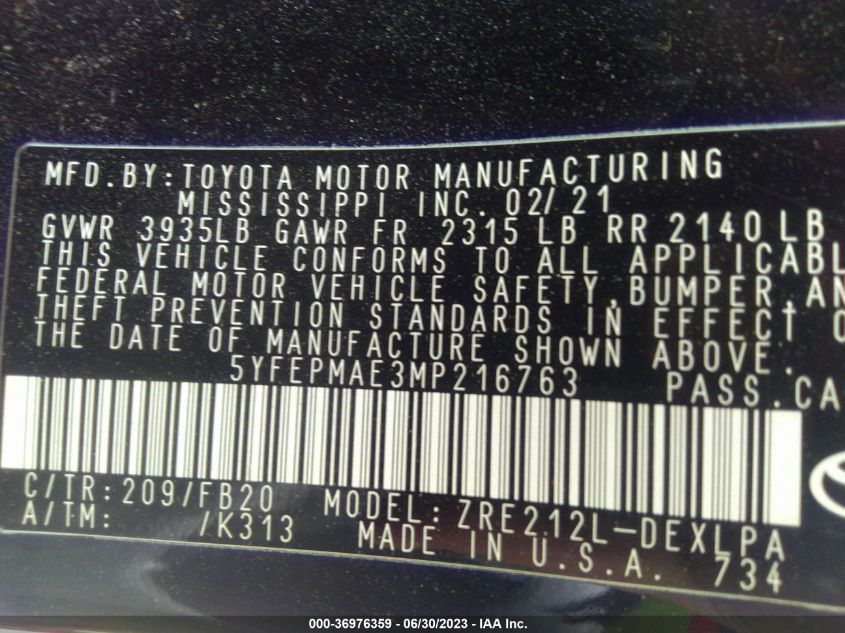 MFD.BY:TOYOTA MOTOR MANUFACTURING
MISSISSIPPI INC. 02/21
GVWR 3935LB GAWR FR 2315 LB RR 2140 LB
THIS VEHICLE CONFORMS TO ALL APPLICABL
FEDERAL MOTOR VEHICLE SAFETY,BUMPER,AN
THEFT PREVENTION STANDARDS IN EFFECT O
THE DATE OF MANUFACTURE SHOWN ABOVE.
5YFEPMAE3MP216763 PASS.CA
C/TR:209/FB20 MODEL:ZRE212L-DEXLPA
A/TM: /K313 MADE IN U.S.A. 734
000-36976359 - 06/30/2023 - IAA Inc.